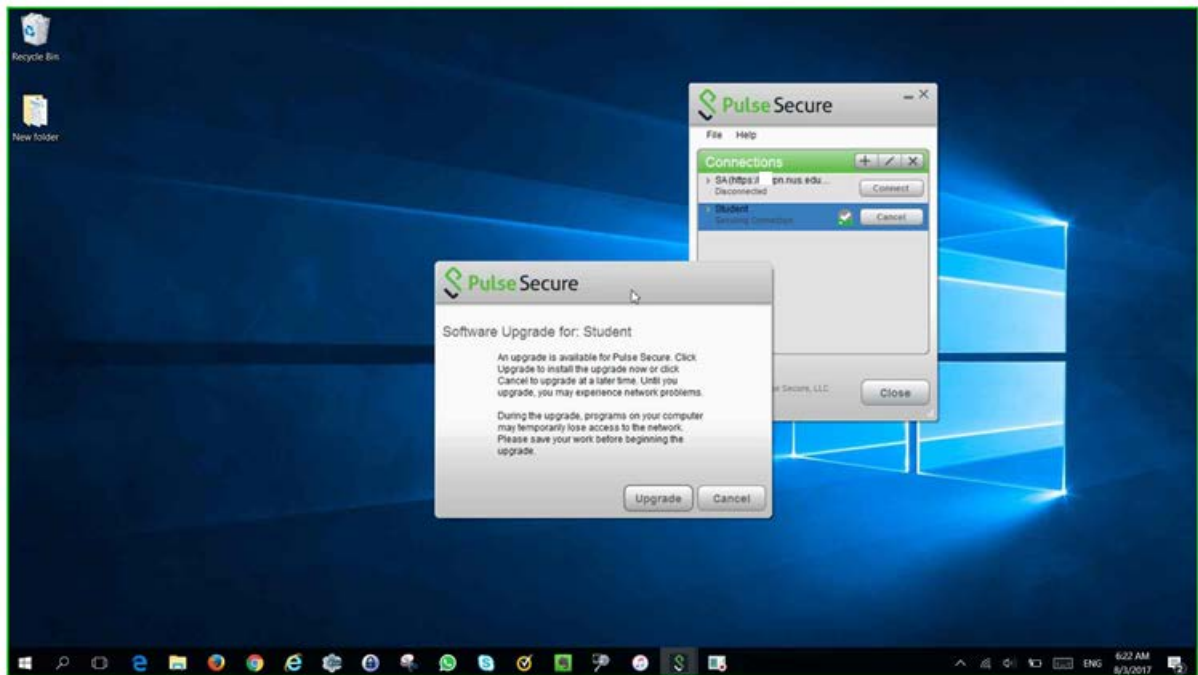 Recycle Bin
New folder
Pulse Secure
File Help
Connections
SA (https:// pn.nus.edu...
Disconnected
Connect
Student
Cancel
Pulse Secure
Software Upgrade for: Student
An upgrade is available for Pulse Secure. Click
Upgrade to install the upgrade now or click
Cancel to upgrade at a later time. Until you
upgrade, you may experience network problems.
During the upgrade, programs on your computer
may temporarily lose access to the network.
Please save your work before beginning the
upgrade.
Upgrade Cancel
Secure, LLC
Close
ENG
6:22 AM
8/3/2017